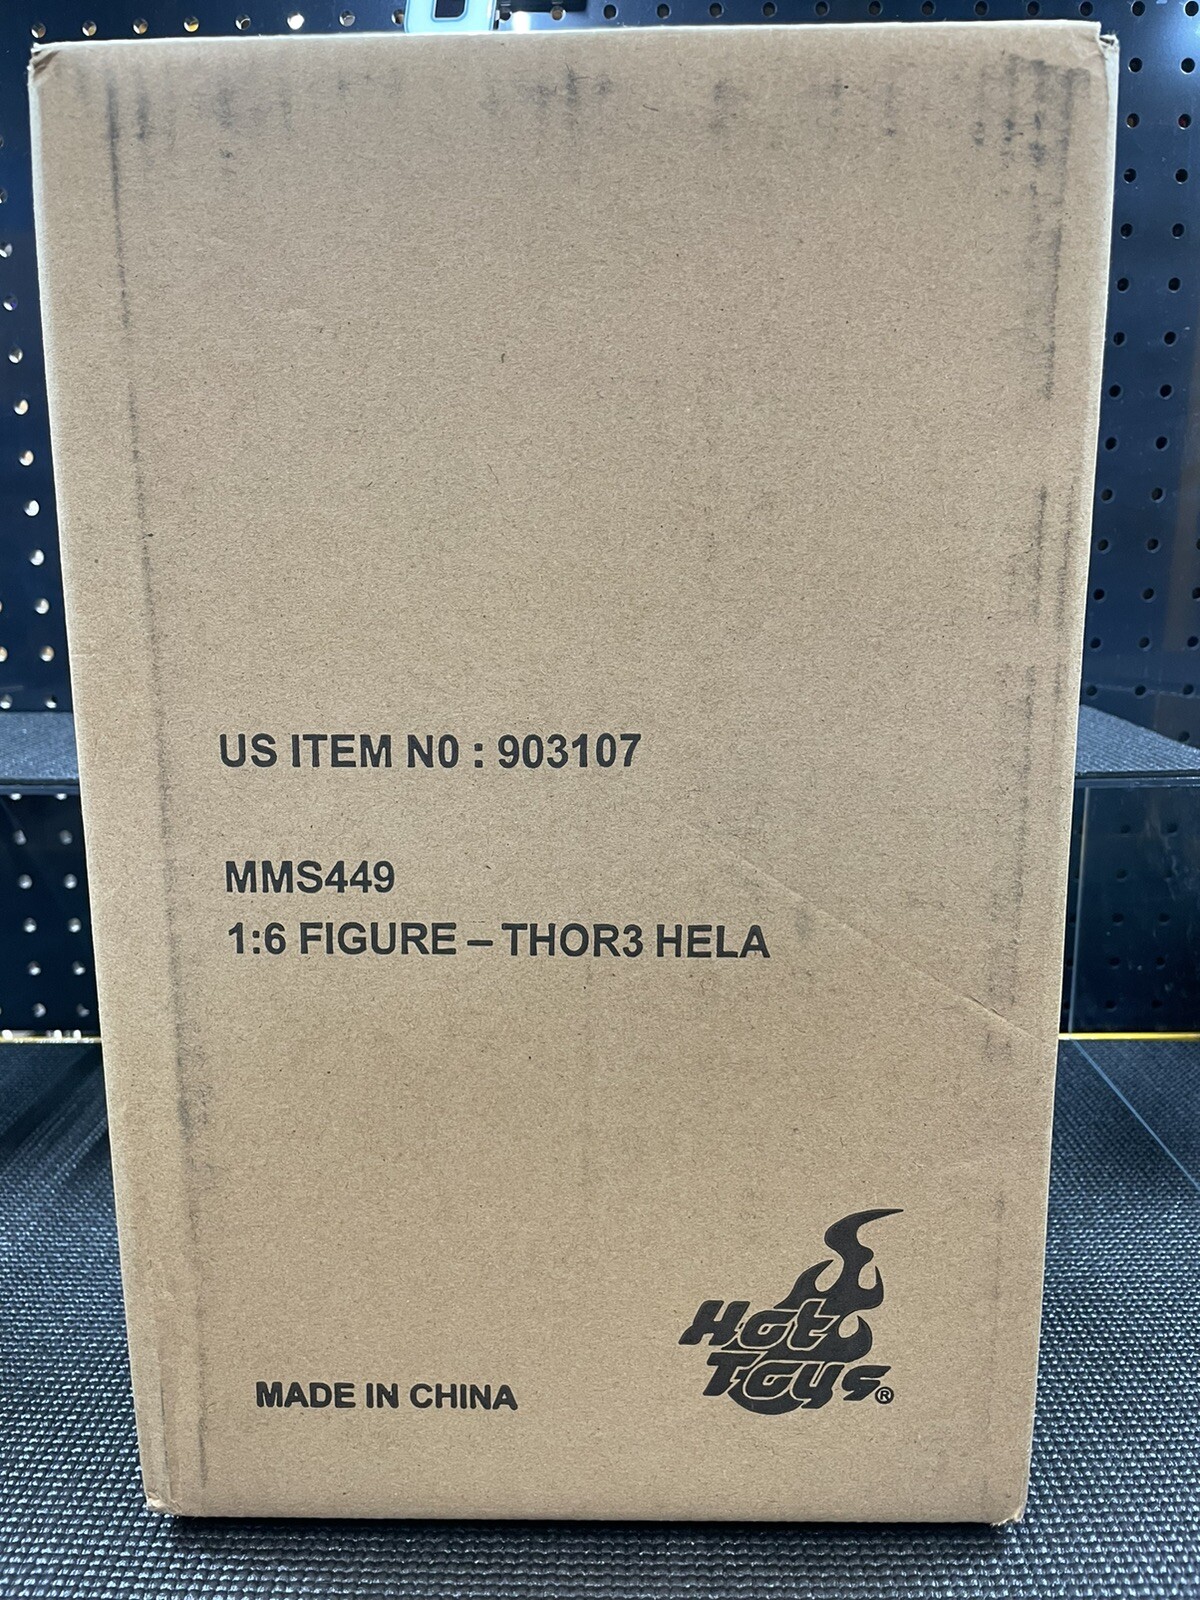 US ITEM N0 : 903107
MMS449
1:6 FIGURE – THOR3 HELA
Hot
Toys®
MADE IN CHINA